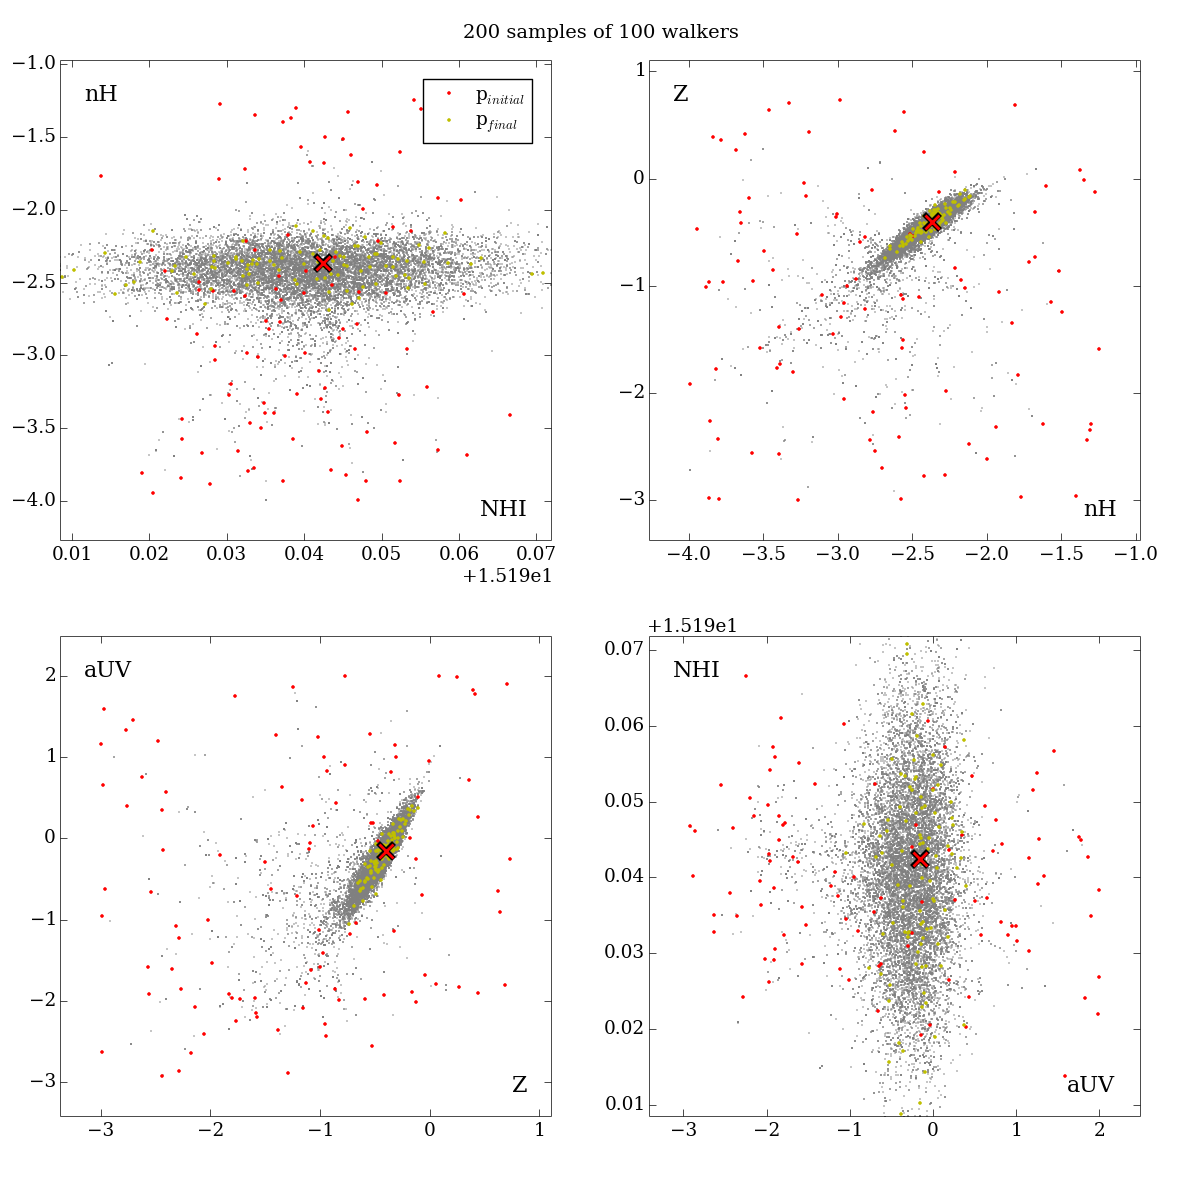 200 samples of 100 walkers
nH
p_initial
p_final
−1.0
−1.5
−2.0
−2.5
−3.0
−3.5
−4.0
NHI
0.01 0.02 0.03 0.04 0.05 0.06 0.07
+1.519e1
Z
1
0
−1
−2
−3
nH
−4.0 −3.5 −3.0 −2.5 −2.0 −1.5 −1.0
aUV
2
1
0
−1
−2
−3
Z
−3 −2 −1 0 1
+1.519e1
NHI
0.07
0.06
0.05
0.04
0.03
0.02
0.01
aUV
−3 −2 −1 0 1 2